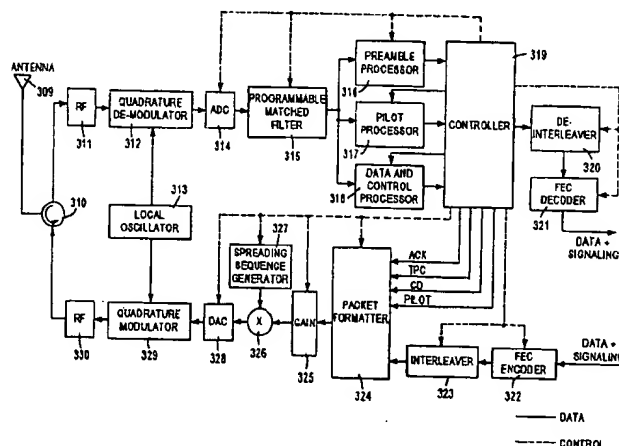 ANTENNA
309
RF
311
QUADRATURE
DE-MODULATOR
312
ADC
314
PROGRAMMABLE
MATCHED
FILTER
315
PREAMBLE
PROCESSOR
316
PILOT
PROCESSOR
317
DATA AND
CONTROL
PROCESSOR
318
319
CONTROLLER
DE-
INTERLEAVER
320
FEC
DECODER
321
DATA +
SIGNALING
310
LOCAL
OSCILLATOR
313
327
SPREADING
SEQUENCE
GENERATOR
RF
330
QUADRATURE
MODULATOR
329
DAC
328
X
326
GAIN
325
PACKET
FORMATTER
324
ACK
TPC
CD
PILOT
INTERLEAVER
323
FEC
ENCODER
322
DATA +
SIGNALING
DATA
CONTROL